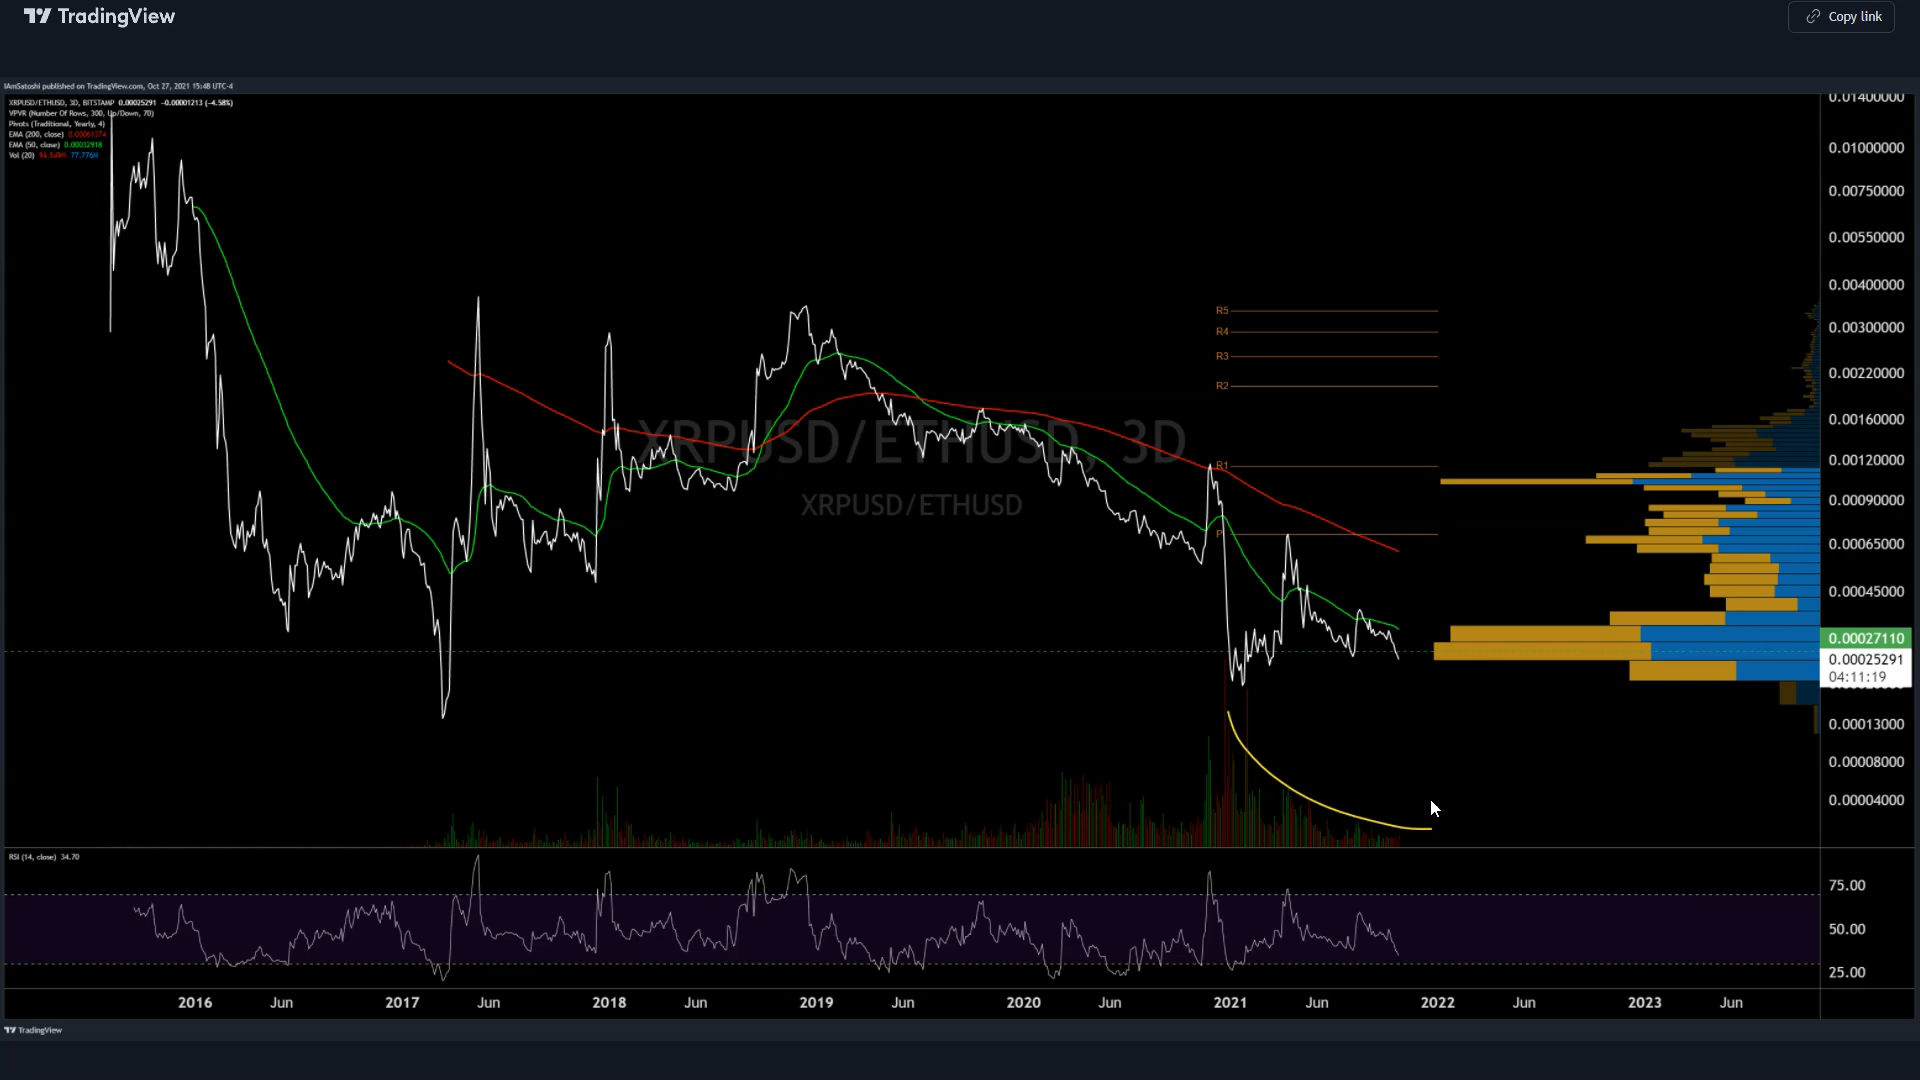 TradingView
Copy link
IAmSatoshi published on TradingView.com, Oct 27, 2021 15:48 UTC-4
XRPUSD/ETHUSD, 3D, BITSTAMP 0.00025291 -0.00001213 (-4.58%)
VPVR (Number Of Rows, 300, Up/Down, 70)
Pivots (Traditional, Yearly, 4)
EMA (200, close) 0.00061374
EMA (50, close) 0.00032918
Vol (20) 77.776M
0.01400000
0.01000000
0.00750000
0.00550000
0.00400000
0.00300000
0.00220000
0.00160000
0.00120000
0.00090000
0.00065000
0.00045000
0.00027110
0.00025291
04:11:19
0.00013000
0.00008000
0.00004000
R5
R4
R3
R2
R1
P
XRPUSD/ETHUSD, 3D
XRPUSD/ETHUSD
RSI (14, close) 34.70
75.00
50.00
25.00
2016 Jun 2017 Jun 2018 Jun 2019 Jun 2020 Jun 2021 Jun 2022 Jun 2023 Jun
TradingView